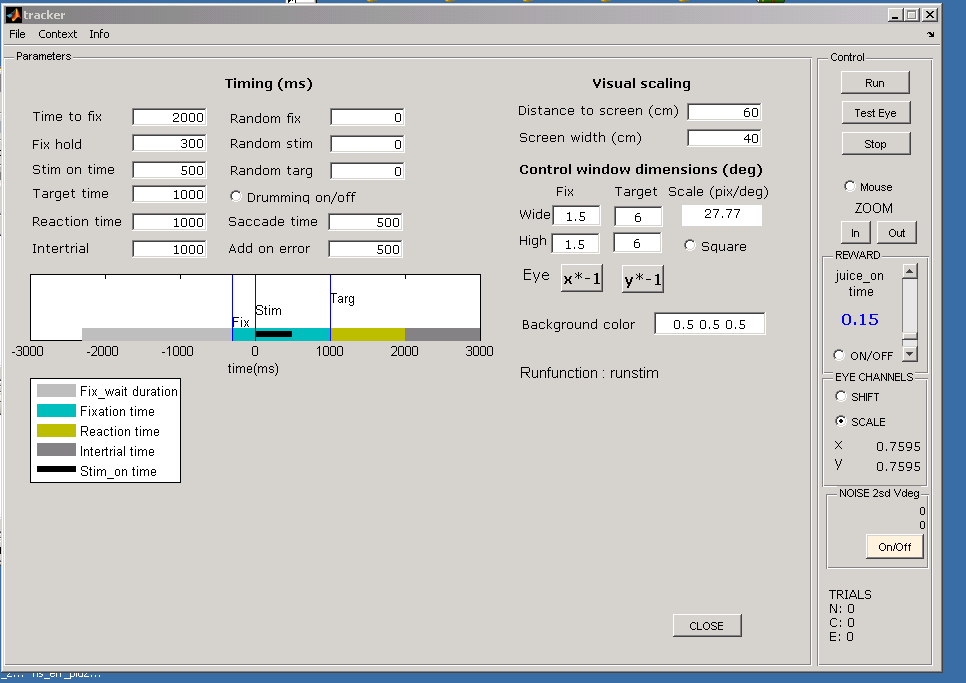 tracker
File Context Info
Parameters
Timing (ms)
Time to fix 2000 Random fix 0
Fix hold 300 Random stim 0
Stim on time 500 Random targ 0
Target time 1000 Drumming on/off
Reaction time 1000 Saccade time 500
Intertrial 1000 Add on error 500
Fix
Stim
Targ
-3000 -2000 -1000 0 1000 2000 3000
time(ms)
Fix_wait duration
Fixation time
Reaction time
Intertrial time
Stim_on time
Visual scaling
Distance to screen (cm) 60
Screen width (cm) 40
Control window dimensions (deg)
Fix Target Scale (pix/deg)
Wide 1.5 6 27.77
High 1.5 6 Square
Eye x*-1 y*-1
Background color 0.5 0.5 0.5
Runfunction : runstim
CLOSE
Control
Run
Test Eye
Stop
Mouse
ZOOM
In Out
REWARD
juice_on
time
0.15
ON/OFF
EYE CHANNELS
SHIFT
SCALE
x 0.7595
y 0.7595
NOISE 2sd Vdeg
0
0
On/Off
TRIALS
N: 0
C: 0
E: 0